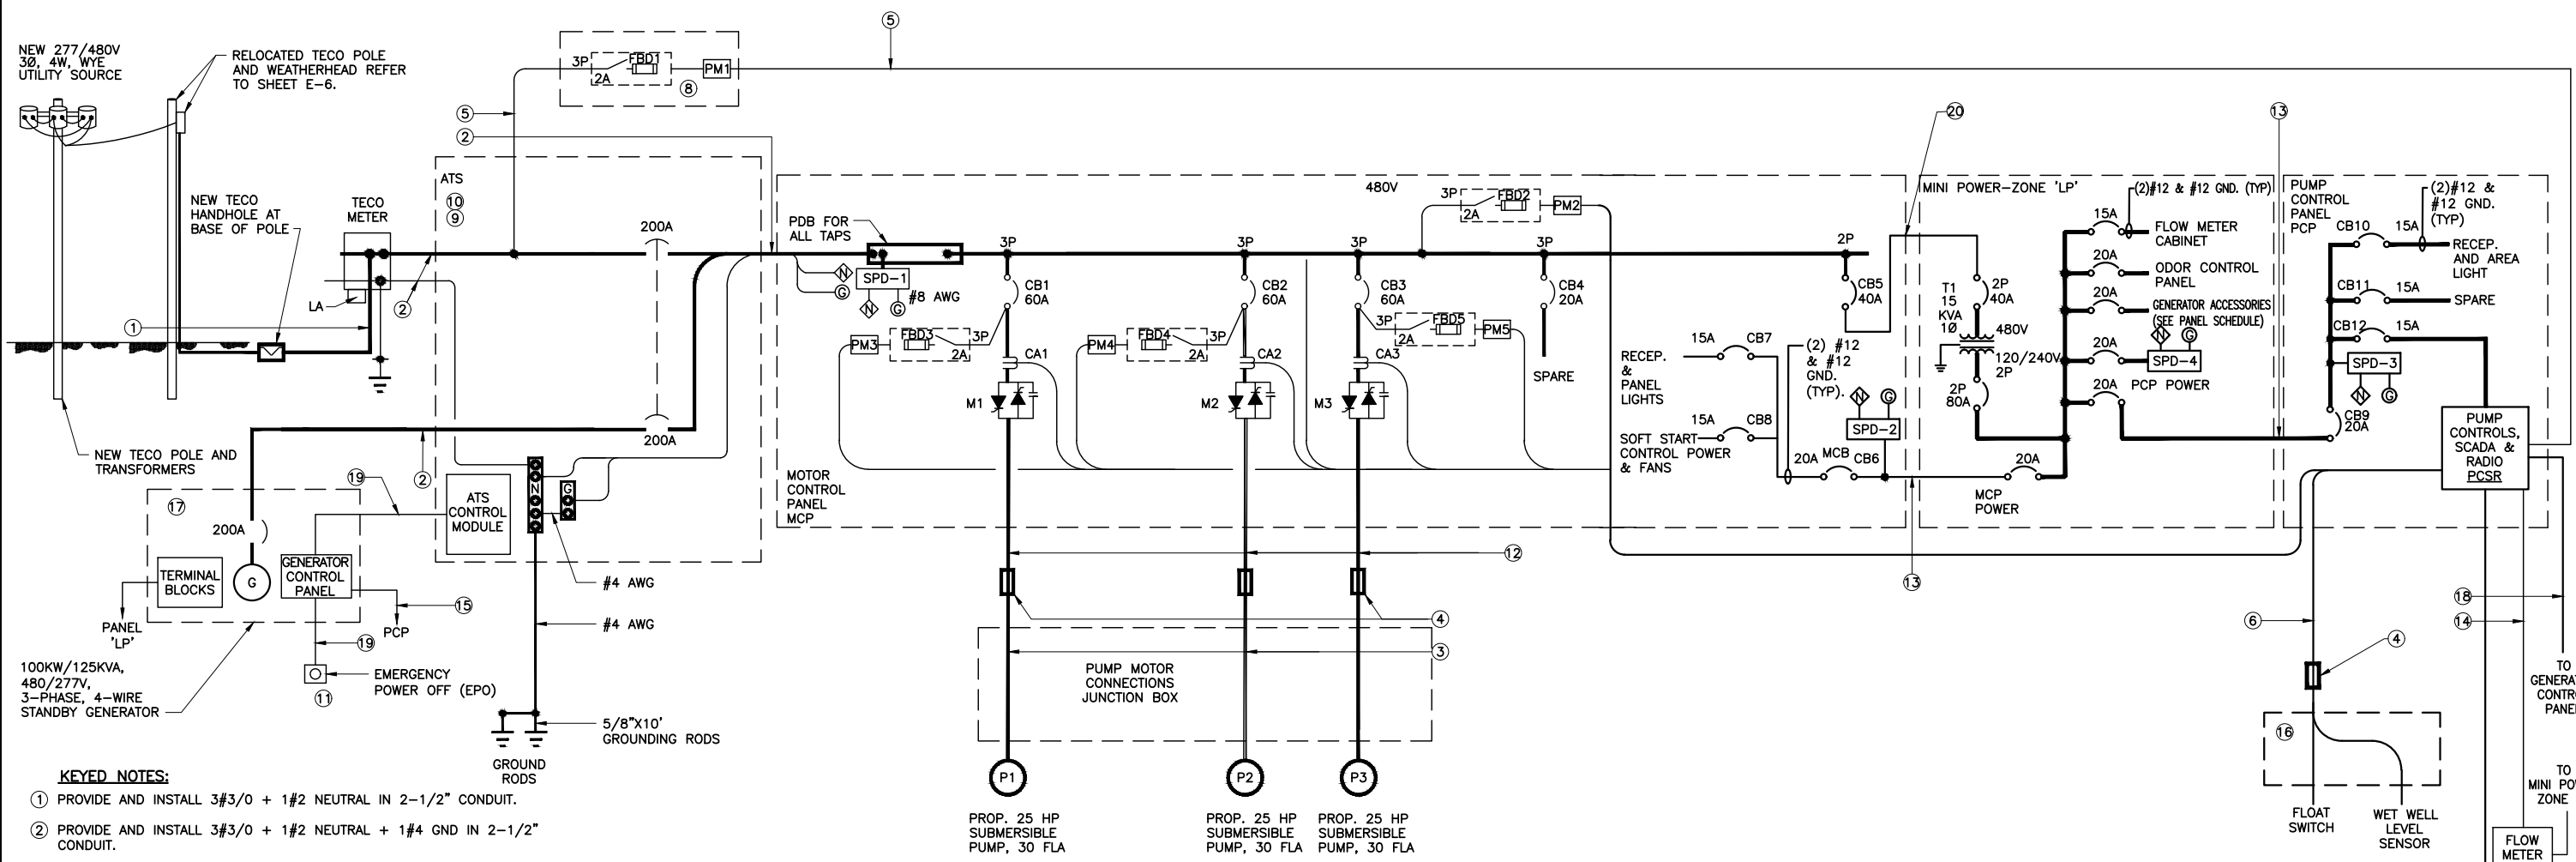 NEW 277/480V
3Ø, 4W, WYE
UTILITY SOURCE
RELOCATED TECO POLE
AND WEATHERHEAD REFER
TO SHEET E-6.
NEW TECO
HANDHOLE AT
BASE OF POLE
TECO
METER
LA
1
2
NEW TECO POLE AND
TRANSFORMERS
5
5
2
3P
FBD1
2A
PM1
8
ATS
10
9
200A
200A
2
ATS
CONTROL
MODULE
N
G
19
17
200A
TERMINAL
BLOCKS
G
GENERATOR
CONTROL
PANEL
PANEL
'LP'
15
PCP
19
EMERGENCY
POWER OFF (EPO)
11
100KW/125KVA,
480/277V,
3-PHASE, 4-WIRE
STANDBY GENERATOR
#4 AWG
#4 AWG
5/8"X10'
GROUNDING RODS
GROUND
RODS
PDB FOR
ALL TAPS
N
G
SPD-1
#8 AWG
N
G
480V
3P
CB1
60A
3P
CB2
60A
3P
CB3
60A
3P
CB4
20A
SPARE
3P
FBD2
2A
PM2
PM3
FBD3
3P
2A
PM4
FBD4
3P
2A
3P
FBD5
2A
PM5
CA1
CA2
CA3
M1
M2
M3
MOTOR
CONTROL
PANEL
MCP
12
4
3
PUMP MOTOR
CONNECTIONS
JUNCTION BOX
P1
P2
P3
PROP. 25 HP
SUBMERSIBLE
PUMP, 30 FLA
PROP. 25 HP
SUBMERSIBLE
PUMP, 30 FLA
PROP. 25 HP
SUBMERSIBLE
PUMP, 30 FLA
2P
CB5
40A
RECEP.
&
PANEL
LIGHTS
15A
CB7
SOFT START
CONTROL POWER
& FANS
15A
CB8
(2) #12
& #12
GND.
(TYP).
N
G
SPD-2
20A
MCB
CB6
20
13
MINI POWER-ZONE 'LP'
T1
15
KVA
1Ø
2P
40A
480V
120/240V
2P
2P
80A
(2)#12 & #12 GND. (TYP)
15A
FLOW METER
CABINET
20A
ODOR CONTROL
PANEL
20A
GENERATOR ACCESSORIES
(SEE PANEL SCHEDULE)
N
G
20A
SPD-4
20A
PCP POWER
20A
MCP
POWER
13
PUMP
CONTROL
PANEL
PCP
(2)#12 &
#12 GND.
(TYP)
CB10
15A
RECEP.
AND AREA
LIGHT
CB11
15A
SPARE
CB12
15A
SPD-3
N
G
CB9
20A
PUMP
CONTROLS,
SCADA &
RADIO
PCSR
6
4
18
14
16
FLOAT
SWITCH
WET WELL
LEVEL
SENSOR
TO
CONTRO
PANEL
TO
MINI
ZONE
FLOW
METER
KEYED NOTES:
1 PROVIDE AND INSTALL 3#3/0 + 1#2 NEUTRAL IN 2-1/2" CONDUIT.
2 PROVIDE AND INSTALL 3#3/0 + 1#2 NEUTRAL + 1#4 GND IN 2-1/2"
CONDUIT.